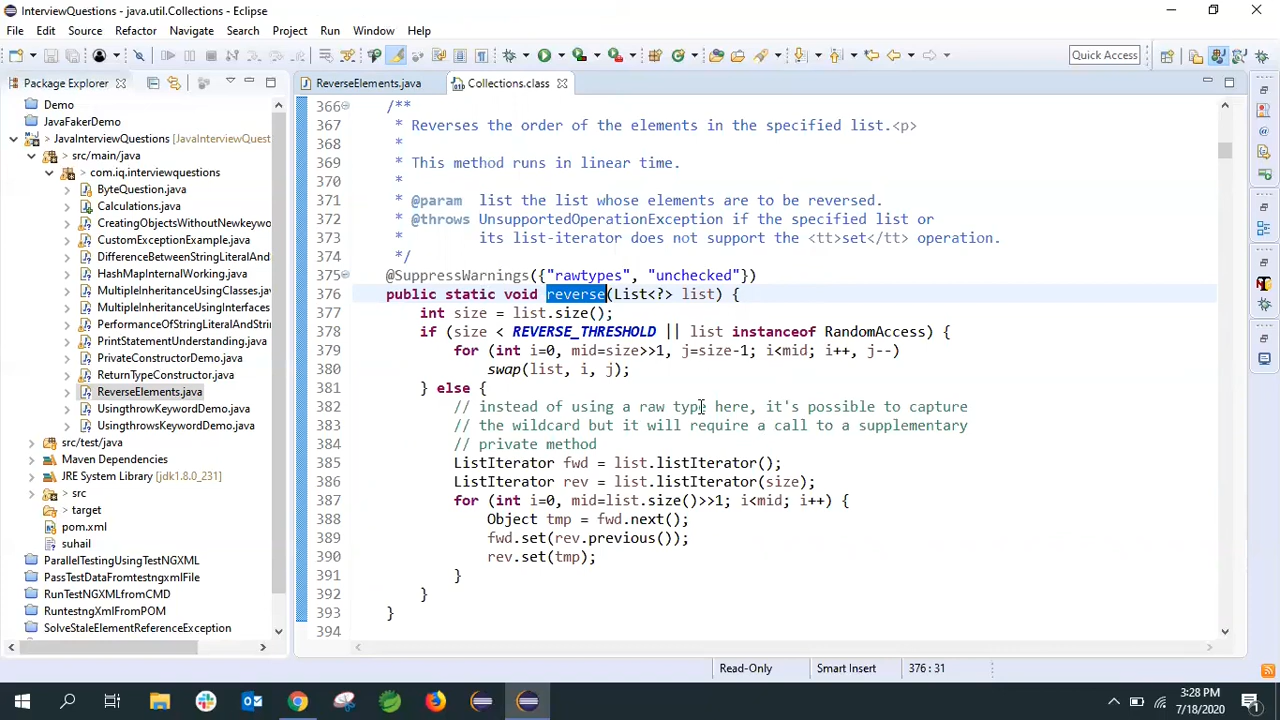 InterviewQuestions - java.util.Collections - Eclipse
File Edit Source Refactor Navigate Search Project Run Window Help
Quick Access
Package Explorer
ReverseElements.java
Collections.class
Demo
JavaFakerDemo
JavaInterviewQuestions [JavaInterviewQuest
src/main/java
com.iq.interviewquestions
ByteQuestion.java
Calculations.java
CreatingObjectsWithoutNewkeywo
CustomExceptionExample.java
DifferenceBetweenStringLiteralAnd
HashMapInternalWorking.java
MultipleInheritanceUsingClasses.ja
MultipleInheritancesUsingInterfaces
PerformanceOfStringLiteralAndStrin
PrintStatementUnderstanding.java
PrivateConstructorDemo.java
ReturnTypeConstructor.java
ReverseElements.java
UsingthrowKeywordDemo.java
UsingthrowsKeywordDemo.java
src/test/java
Maven Dependencies
JRE System Library [jdk1.8.0_231]
src
target
pom.xml
suhail
ParallelTestingUsingTestNGXML
PassTestDataFromtestngxmlFile
RunTestNGXMLfromCMD
RuntestngXmlFromPOM
SolveStaleElementReferenceException
366 /**
367 * Reverses the order of the elements in the specified list.<p>
368 *
369 * This method runs in linear time.
370 *
371 * @param list the list whose elements are to be reversed.
372 * @throws UnsupportedOperationException if the specified list or
373 * its list-iterator does not support the <tt>set</tt> operation.
374 */
375 @SuppressWarnings({"rawtypes", "unchecked"})
376 public static void reverse(List<?> list) {
377 int size = list.size();
378 if (size < REVERSE_THRESHOLD || list instanceof RandomAccess) {
379 for (int i=0, mid=size>>1, j=size-1; i<mid; i++, j--)
380 swap(list, i, j);
381 } else {
382 // instead of using a raw type here, it's possible to capture
383 // the wildcard but it will require a call to a supplementary
384 // private method
385 ListIterator fwd = list.listIterator();
386 ListIterator rev = list.listIterator(size);
387 for (int i=0, mid=list.size()>>1; i<mid; i++) {
388 Object tmp = fwd.next();
389 fwd.set(rev.previous());
390 rev.set(tmp);
391 }
392 }
393 }
394
Read-Only
Smart Insert
376 : 31
3:28 PM
7/18/2020
1